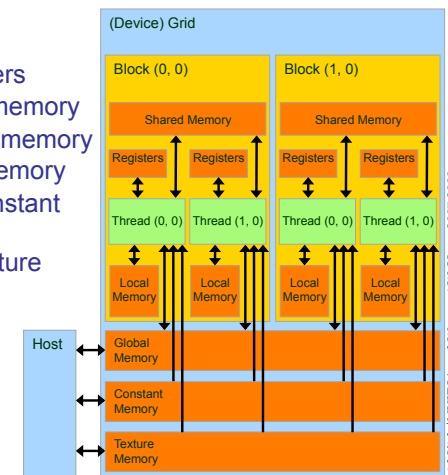 (Device) Grid
ers
memory
memory
emory
nstant
ture
Block (0, 0)
Block (1, 0)
Shared Memory
Shared Memory
Registers
Registers
Registers
Registers
Thread (0, 0)
Thread (1, 0)
Thread (0, 0)
Thread (1, 0)
Local
Memory
Local
Memory
Local
Memory
Local
Memory
Host
Global
Memory
Constant
Memory
Texture
Memory